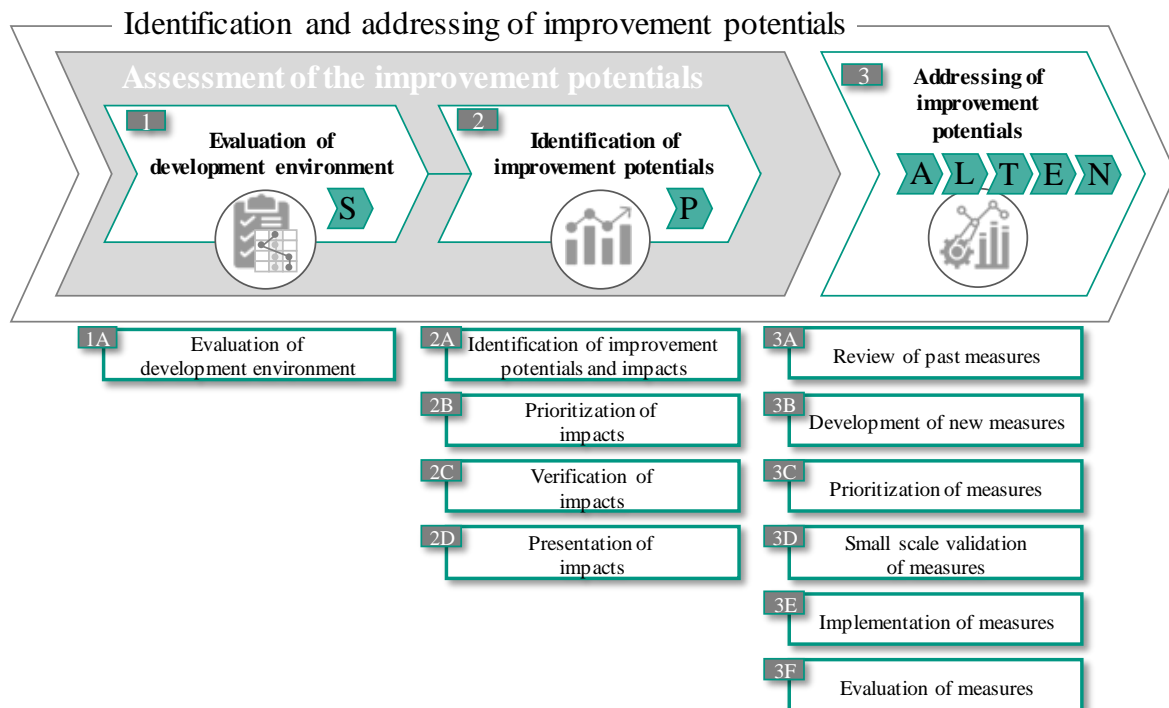 Identification and addressing of improvement potentials
Assessment of the improvement potentials
1
Evaluation of
development environment
S
2
Identification of
improvement potentials
P
3
Addressing of
improvement
potentials
A L T E N
1A
Evaluation of
development environment
2A
Identification of improvement
potentials and impacts
2B
Prioritization of
impacts
2C
Verification of
impacts
2D
Presentation of
impacts
3A
Review of past measures
3B
Development of new measures
3C
Prioritization of measures
3D
Small scale validation
of measures
3E
Implementation of measures
3F
Evaluation of measures